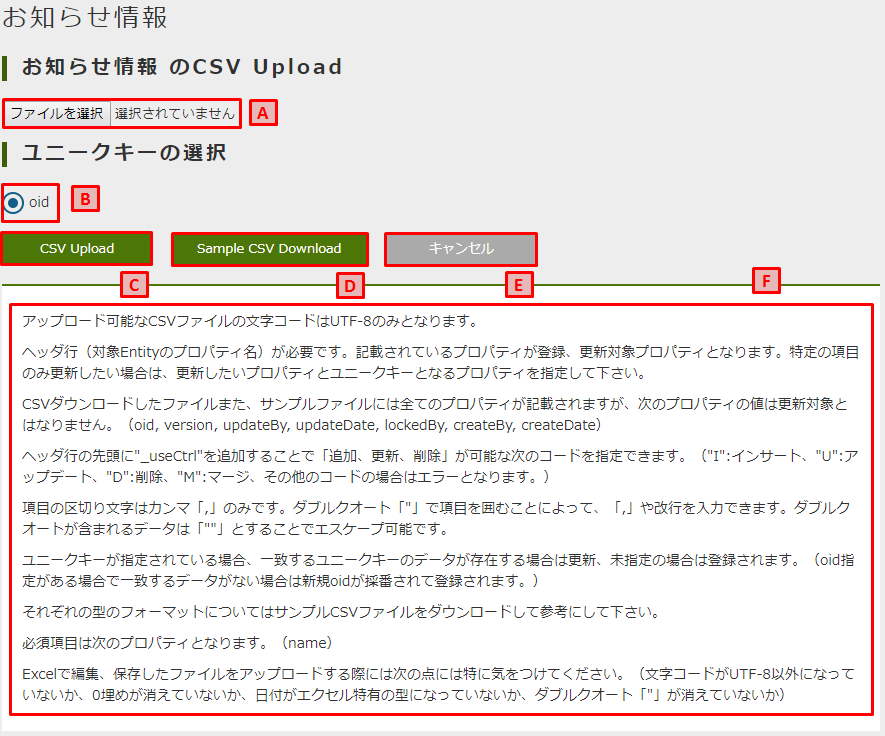 お知らせ情報
お知らせ情報 のCSV Upload
ファイルを選択 選択されていません A
ユニークキーの選択
oid B
CSV Upload Sample CSV Download キャンセル
C D E F
アップロード可能なCSVファイルの文字コードはUTF-8のみとなります。
ヘッダ行（対象Entityのプロパティ名）が必要です。記載されているプロパティが登録、更新対象プロパティとなります。特定の項目
のみ更新したい場合は、更新したいプロパティとユニークキーとなるプロパティを指定して下さい。
CSVダウンロードしたファイルまた、サンプルファイルには全てのプロパティが記載されますが、次のプロパティの値は更新対象と
はなりません。（oid, version, updateBy, updateDate, lockedBy, createBy, createDate）
ヘッダ行の先頭に"_useCtrl"を追加することで「追加、更新、削除」が可能な次のコードを指定できます。（"I":インサート、"U":ア
ップデート、"D":削除、"M":マージ、その他のコードの場合はエラーとなります。）
項目の区切り文字はカンマ「,」のみです。ダブルクオート「"」で項目を囲むことによって、「,」や改行を入力できます。ダブルク
オートが含まれるデータは「""」とすることでエスケープ可能です。
ユニークキーが指定されている場合、一致するユニークキーのデータが存在する場合は更新、未指定の場合は登録されます。（oid指
定がある場合で一致するデータがない場合は新規oidが採番されて登録されます。）
それぞれの型のフォーマットについてはサンプルCSVファイルをダウンロードして参考にして下さい。
必須項目は次のプロパティとなります。（name）
Excelで編集、保存したファイルをアップロードする際には次の点には特に気をつけてください。（文字コードがUTF-8以外になって
いないか、0埋めが消えていないか、日付がエクセル特有の型になっていないか、ダブルクオート「"」が消えていないか）